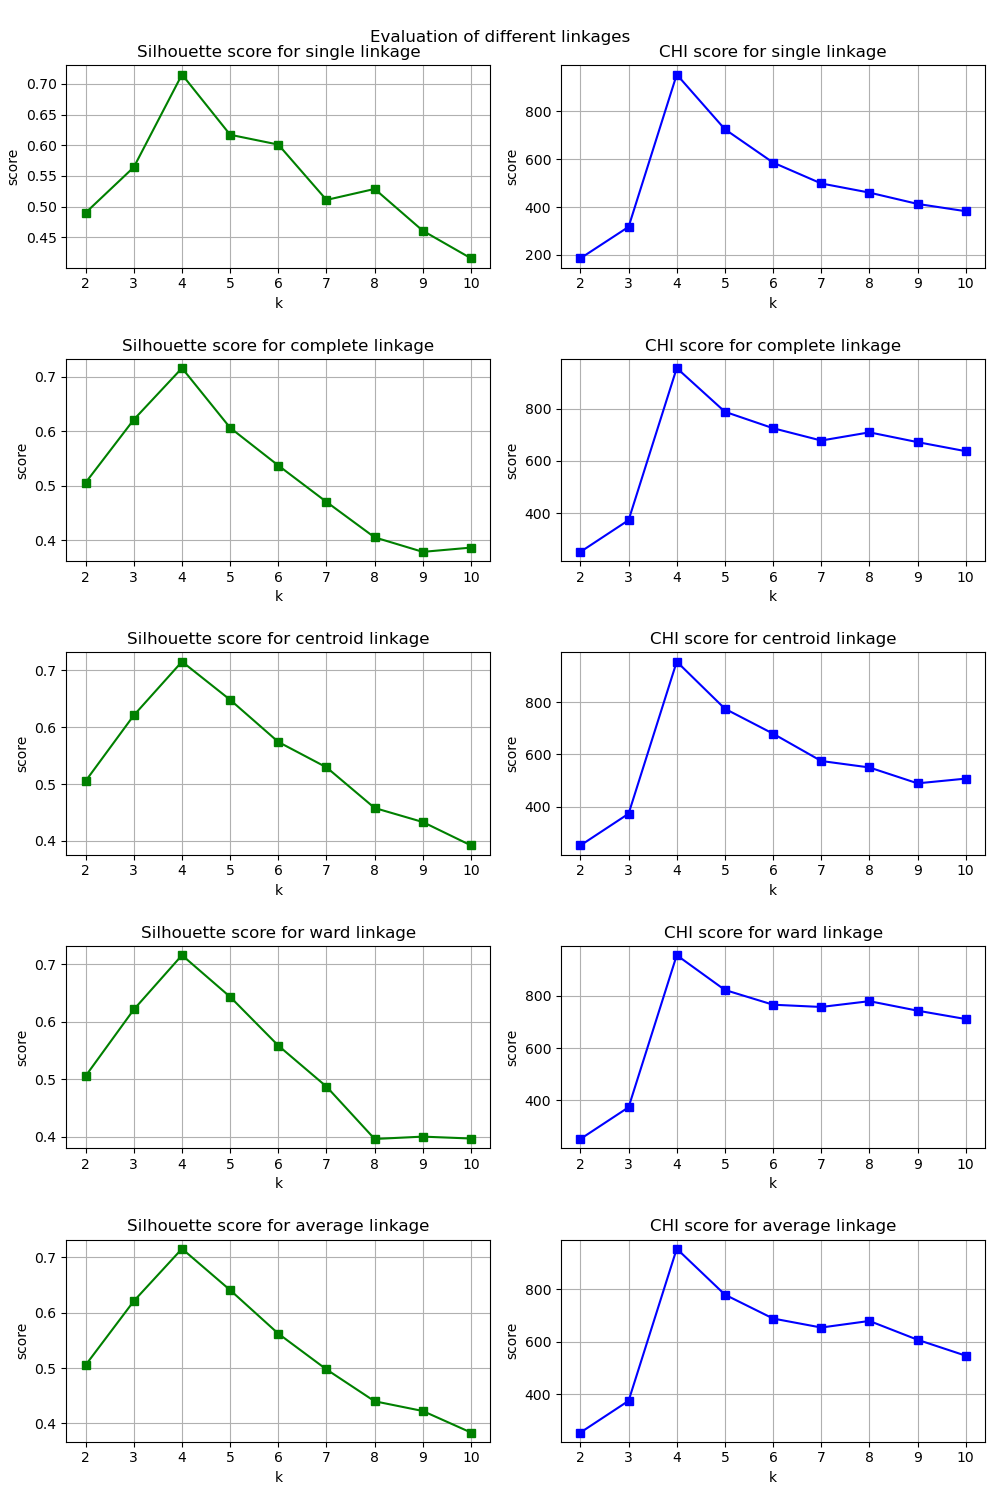 Evaluation of different linkages
Silhouette score for single linkage
score
0.70
0.65
0.60
0.55
0.50
0.45
2 3 4 5 6 7 8 9 10
k
CHI score for single linkage
score
800
600
400
200
2 3 4 5 6 7 8 9 10
k
Silhouette score for complete linkage
score
0.7
0.6
0.5
0.4
2 3 4 5 6 7 8 9 10
k
CHI score for complete linkage
score
800
600
400
2 3 4 5 6 7 8 9 10
k
Silhouette score for centroid linkage
score
0.7
0.6
0.5
0.4
2 3 4 5 6 7 8 9 10
k
CHI score for centroid linkage
score
800
600
400
2 3 4 5 6 7 8 9 10
k
Silhouette score for ward linkage
score
0.7
0.6
0.5
0.4
2 3 4 5 6 7 8 9 10
k
CHI score for ward linkage
score
800
600
400
2 3 4 5 6 7 8 9 10
k
Silhouette score for average linkage
score
0.7
0.6
0.5
0.4
2 3 4 5 6 7 8 9 10
k
CHI score for average linkage
score
800
600
400
2 3 4 5 6 7 8 9 10
k